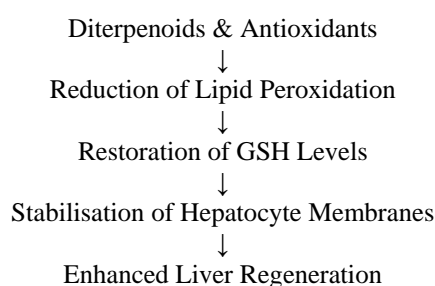 Diterpenoids & Antioxidants
↓
Reduction of Lipid Peroxidation
↓
Restoration of GSH Levels
↓
Stabilisation of Hepatocyte Membranes
↓
Enhanced Liver Regeneration